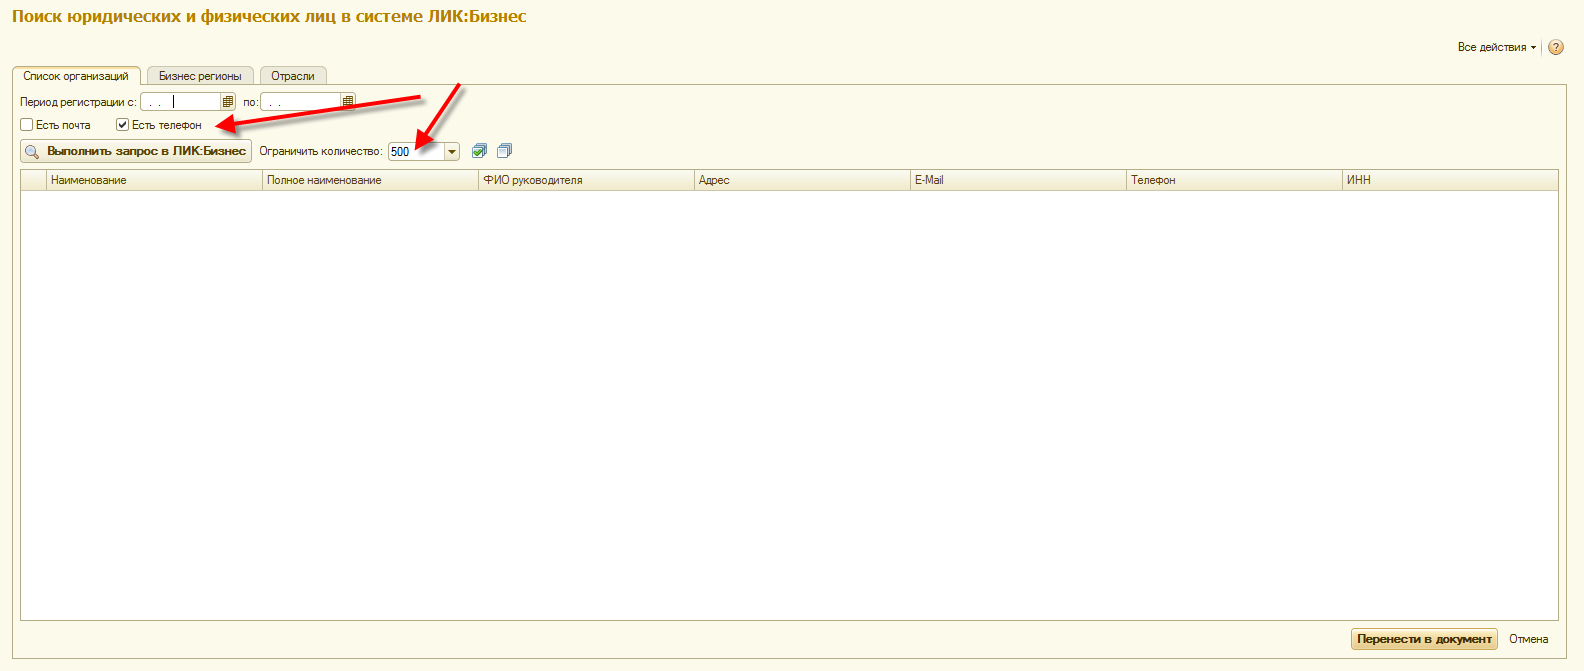 Поиск юридических и физических лиц в системе ЛИК:Бизнес
Все действия
Список организаций Бизнес регионы Отрасли
Период регистрации с: . . по: . .
Есть почта Есть телефон
Выполнить запрос в ЛИК:Бизнес Ограничить количество: 500
Наименование Полное наименование ФИО руководителя Адрес E-Mail Телефон ИНН
Перенести в документ Отмена